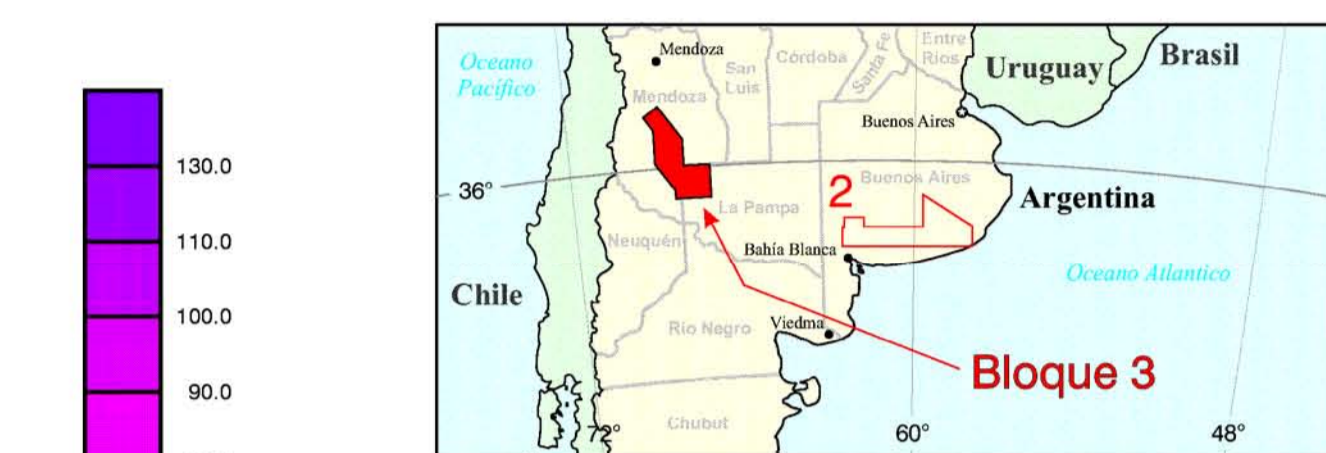 130.0
110.0
100.0
90.0
Oceano
Pacífico
Mendoza
Mendoza
San
Luis
Córdoba
Santa Fe
Entre
Rios
Uruguay
Brasil
Buenos Aires
36°
Buenos Aires
2
Argentina
La Pampa
Neuquén
Bahía Blanca
Oceano Atlantico
Chile
Rio Negro
Viedma
Bloque 3
Chubut
72°
60°
48°